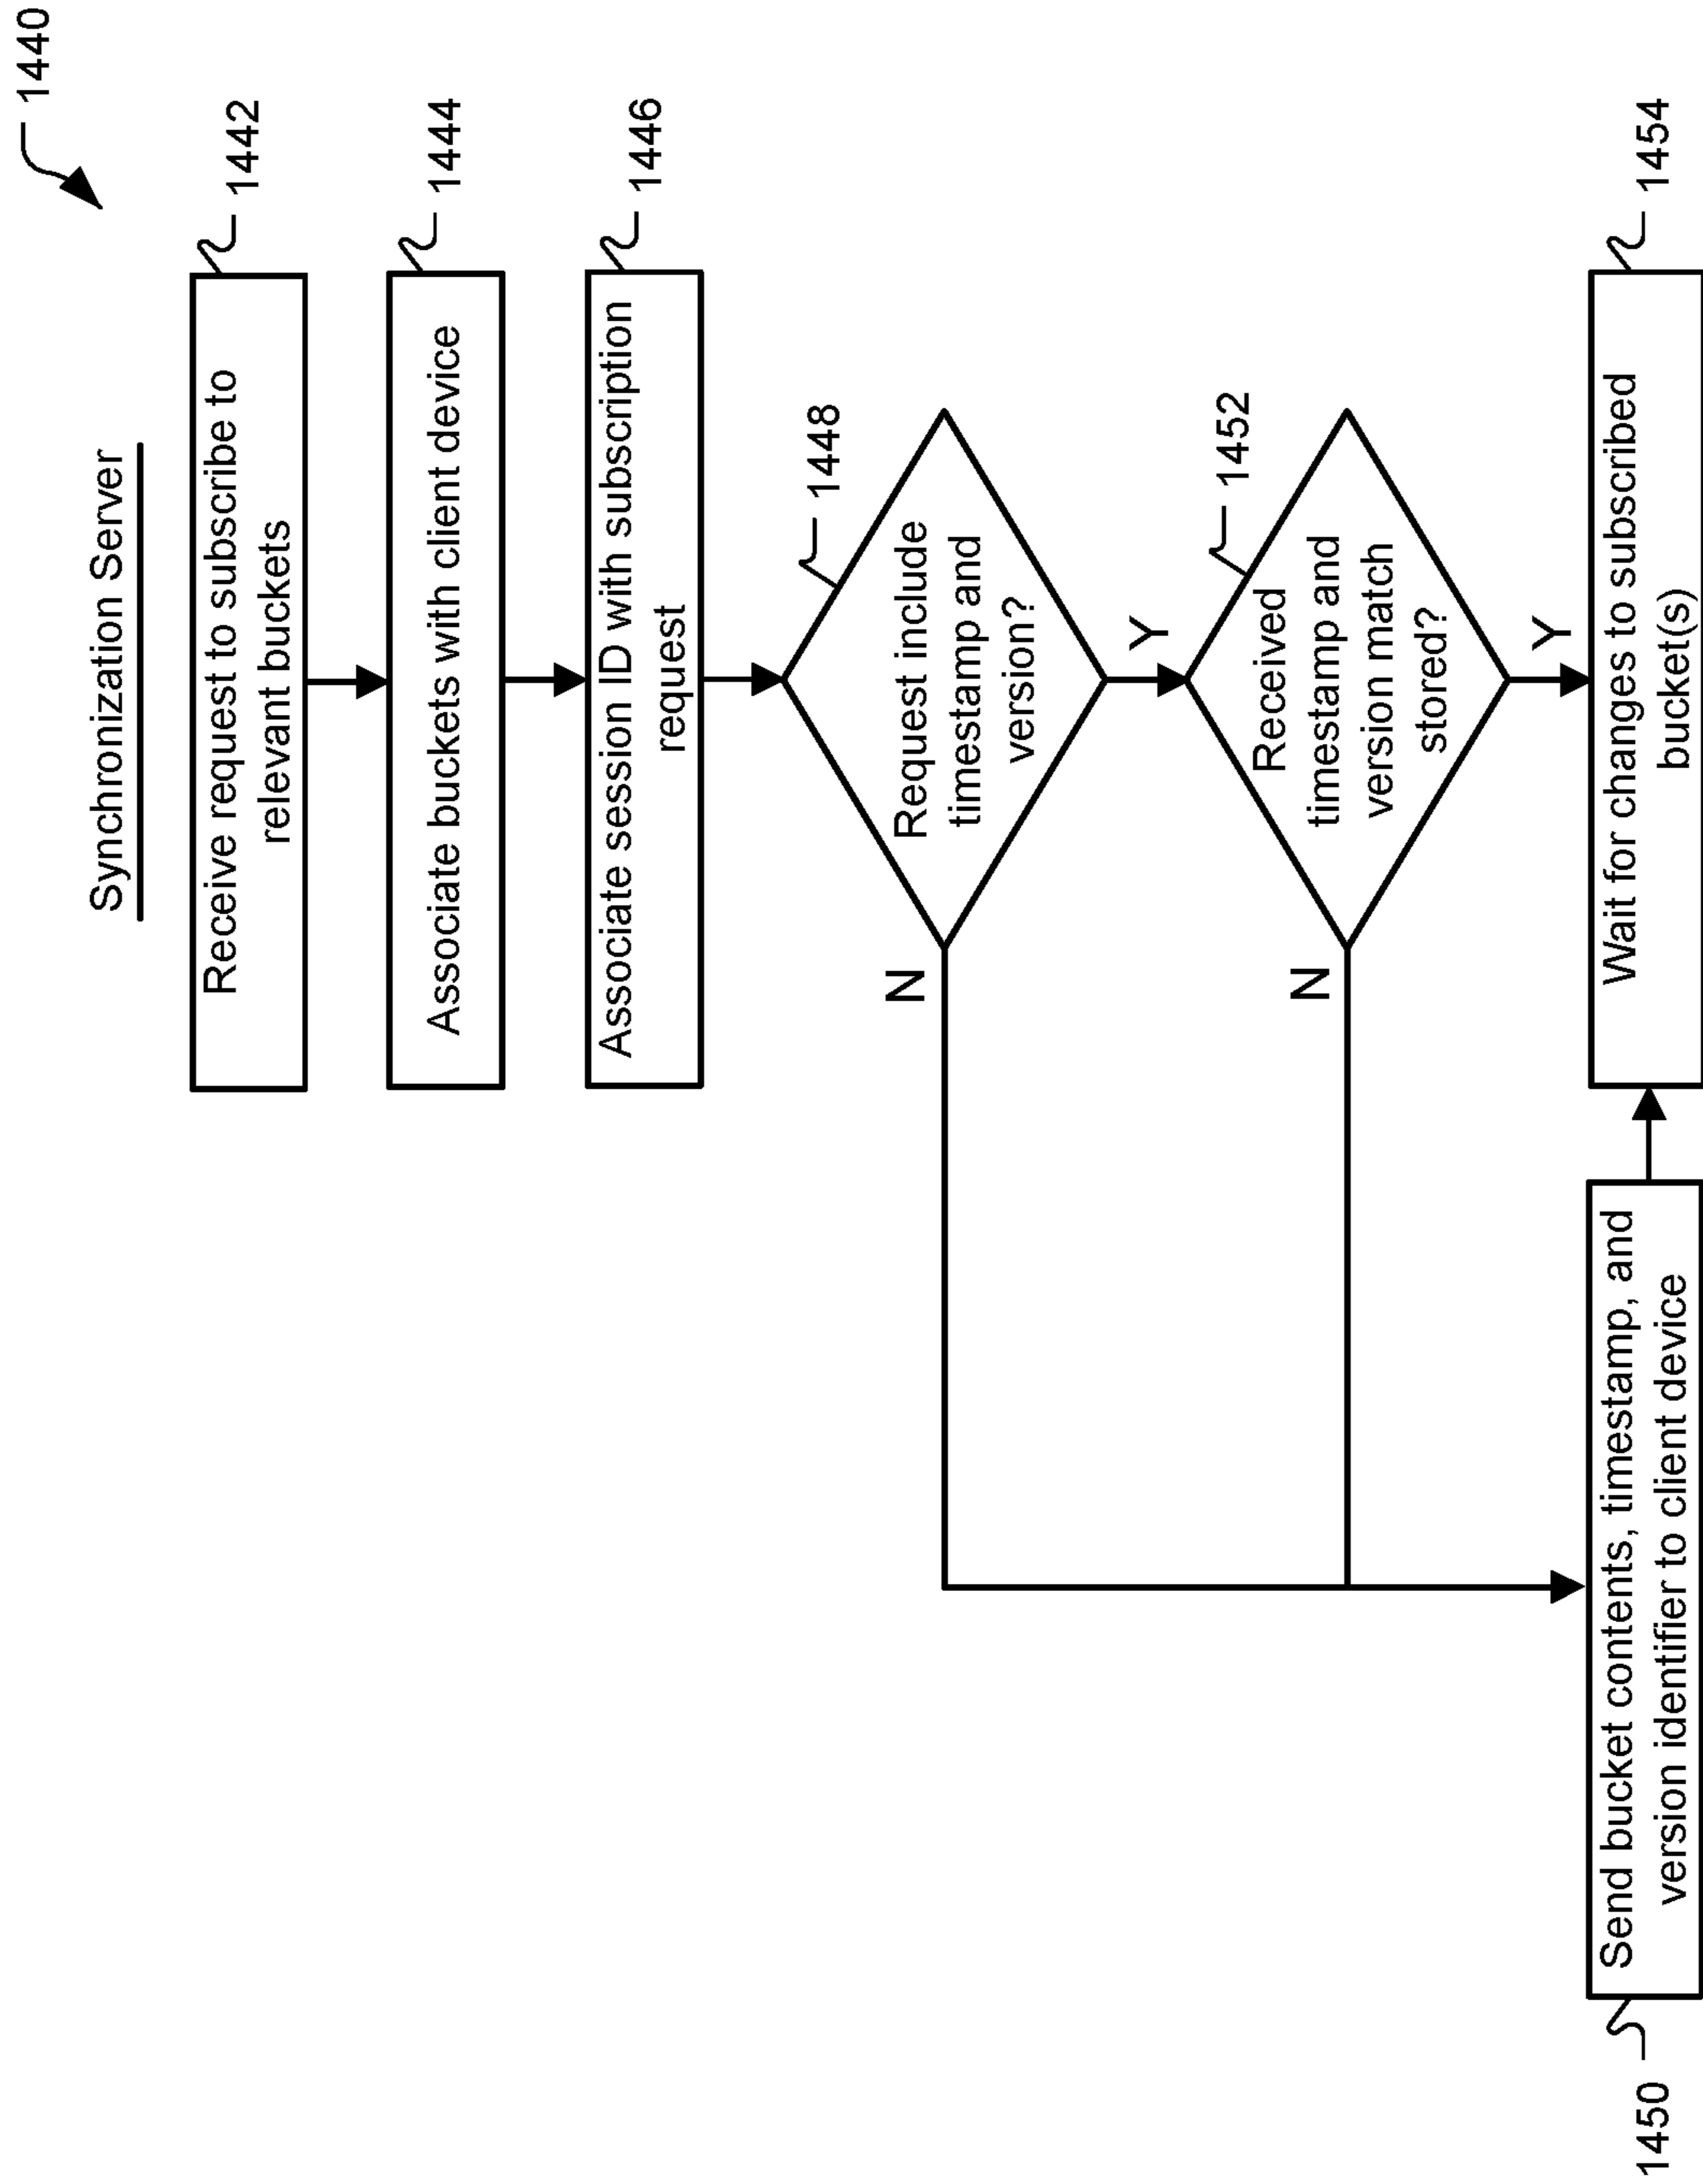 1440
Synchronization Server
Receive request to subscribe to
relevant buckets
1442
Associate buckets with client device
1444
Associate session ID with subscription
request
1446
Request include
timestamp and
version?
1448
N
Y
Received
timestamp and
version match
stored?
1452
N
Y
1450
Send bucket contents, timestamp, and
version identifier to client device
Wait for changes to subscribed
bucket(s)
1454